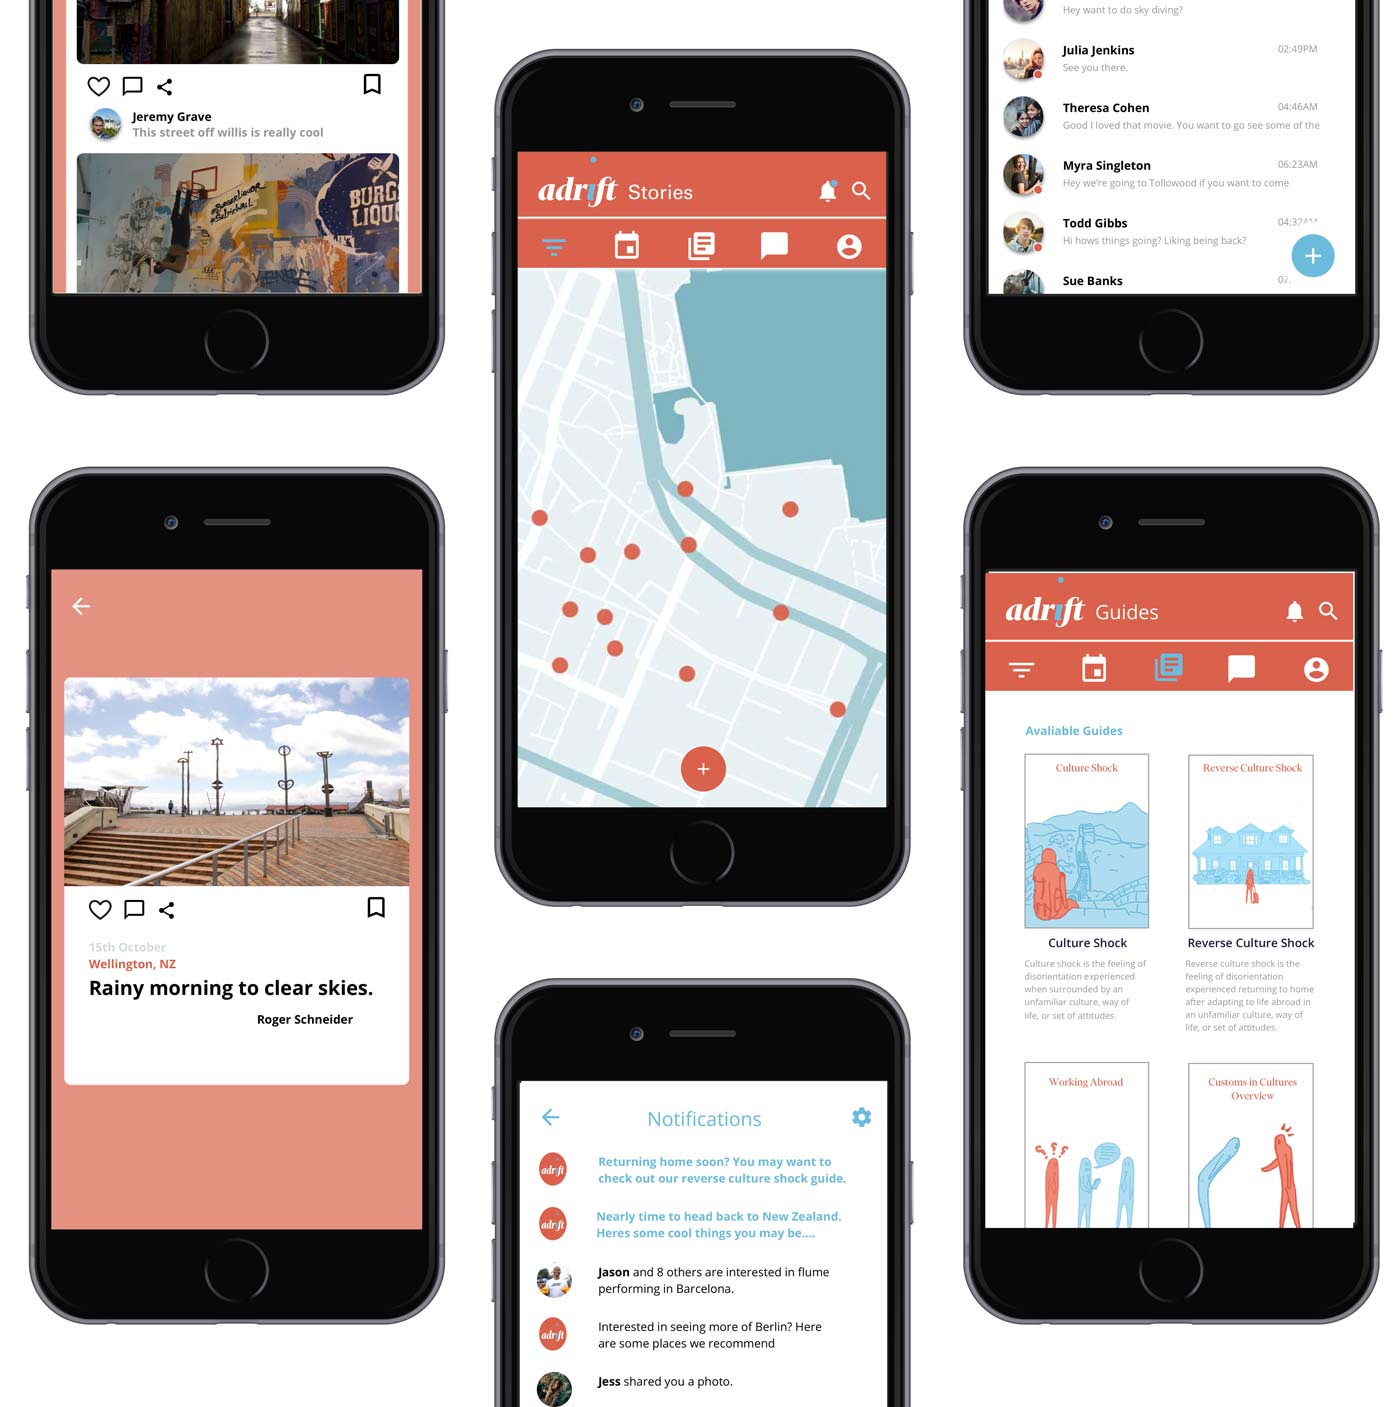 Jeremy Grave
This street off willis is really cool
#BURGERLIQUOR
#SelfieWALL
BURG
LIQUO
15th October
Wellington, NZ
Rainy morning to clear skies.
Roger Schneider
adrift Stories
Notifications
adrift
Returning home soon? You may want to
check out our reverse culture shock guide.
adrift
Nearly time to head back to New Zealand.
Heres some cool things you may be....
Jason and 8 others are interested in flume
performing in Barcelona.
adrift
Interested in seeing more of Berlin? Here
are some places we recommend
Jess shared you a photo.
Hey want to do sky diving?
Julia Jenkins 02:49PM
See you there.
Theresa Cohen 04:46AM
Good I loved that movie. You want to go see some of the
Myra Singleton 06:23AM
Hey we're going to Tollowood if you want to come
Todd Gibbs 04:32AM
Hi hows things going? Liking being back?
Sue Banks 07.
adrift Guides
Avaliable Guides
Culture Shock
Culture Shock
Culture shock is the feeling of
disorientation experienced
when surrounded by an
unfamiliar culture, way of
life, or set of attitudes.
Reverse Culture Shock
Reverse Culture Shock
Reverse culture shock is the
feeling of disorientation
experienced returning to home
after adapting to life abroad in
an unfamiliar culture, way of
life, or set of attitudes.
Working Abroad
Customs in Cultures
Overview